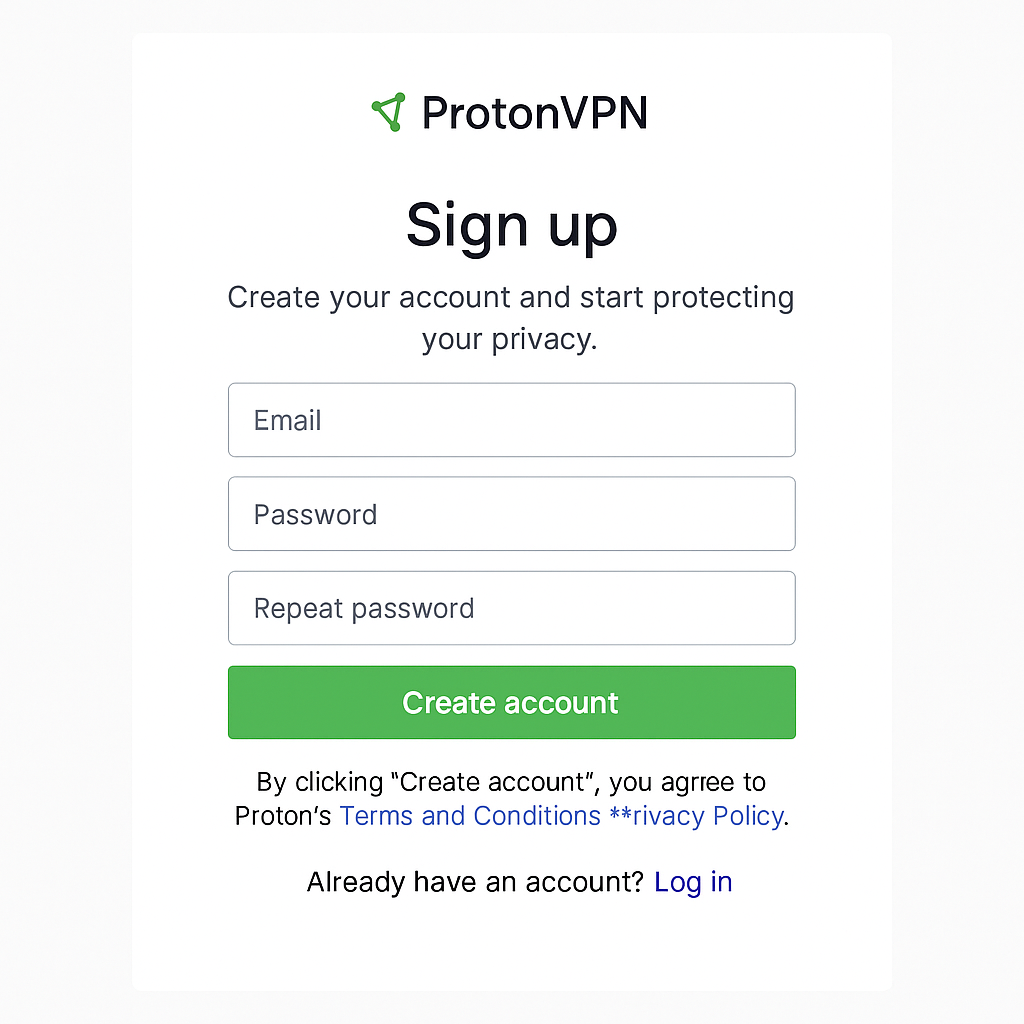 ProtonVPN
Sign up
Create your account and start protecting
your privacy.
Email
Password
Repeat password
Create account
By clicking "Create account", you agrree to
Proton's Terms and Conditions **rivacy Policy.
Already have an account? Log in